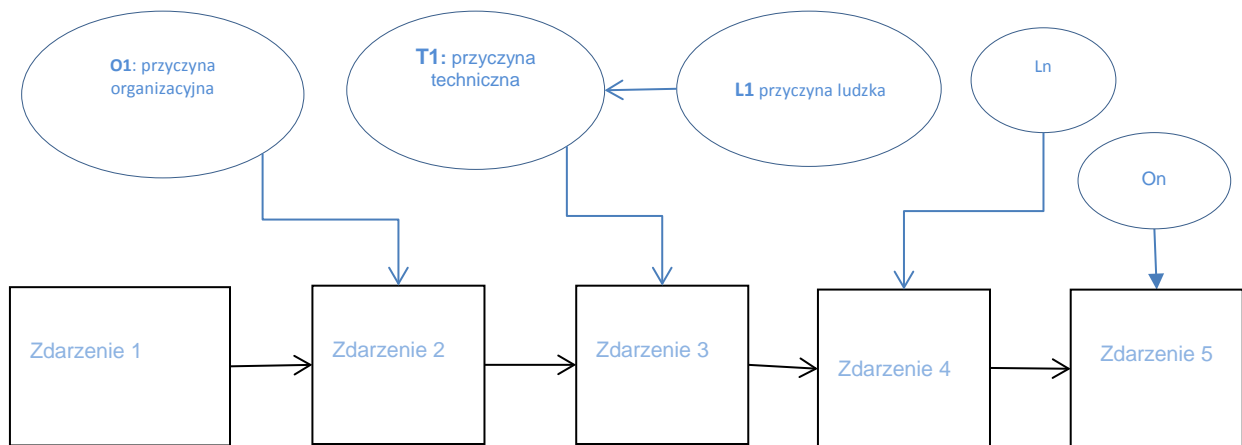 O1: przyczyna
organizacyjna
T1: przyczyna
techniczna
L1 przyczyna ludzka
Ln
On
Zdarzenie 1
Zdarzenie 2
Zdarzenie 3
Zdarzenie 4
Zdarzenie 5